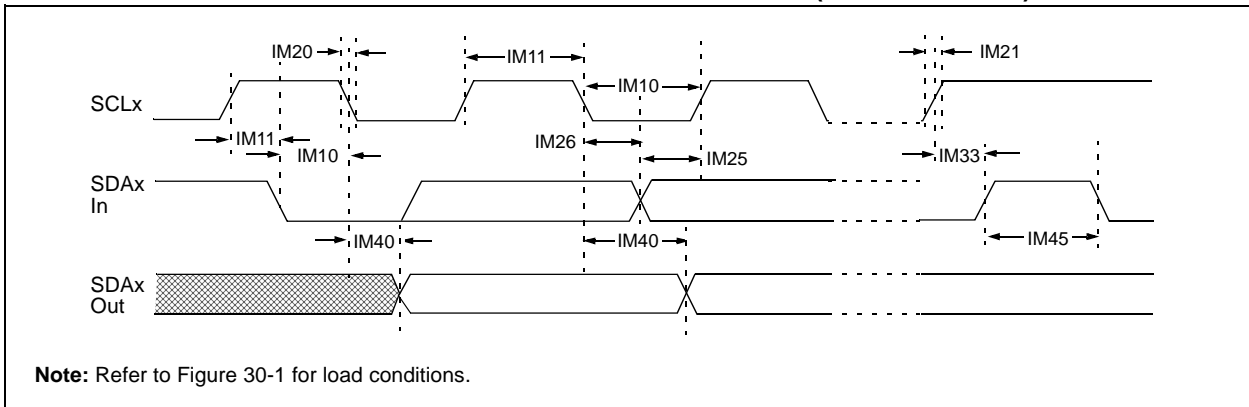 IM20
IM11
IM21
IM10
SCLx
IM11
IM10
IM26
IM25
IM33
SDAx
In
IM40
IM40
IM45
SDAx
Out
Note: Refer to Figure 30-1 for load conditions.